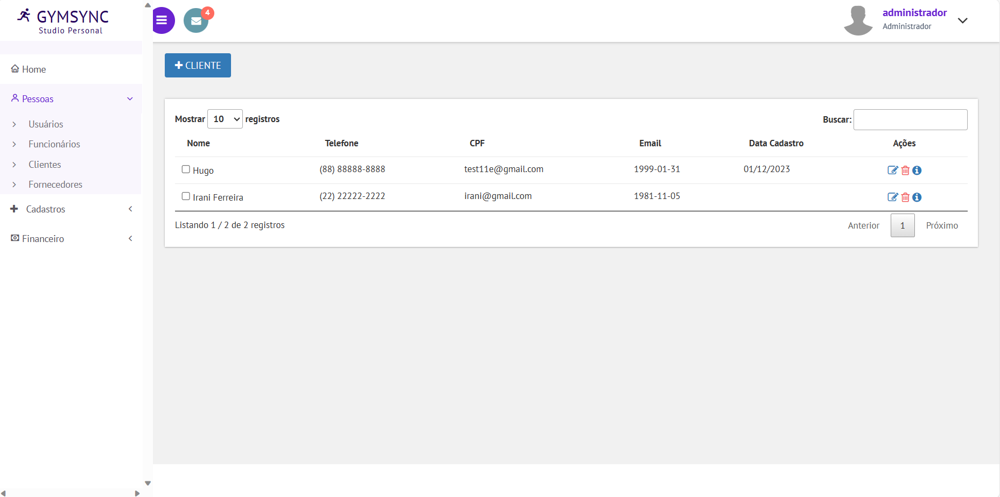 GYMSYNC
Studio Personal
4
administrador
Administrador
Home
Pessoas
Usuários
Funcionários
Clientes
Fornecedores
Cadastros
Financeiro
CLIENTE
Mostrar 10 registros
Buscar:
Nome Telefone CPF Email Data Cadastro Ações
Hugo (88) 88888-8888 test11e@gmail.com 1999-01-31 01/12/2023
Irani Ferreira (22) 22222-2222 irani@gmail.com 1981-11-05
Listando 1 / 2 de 2 registros
Anterior 1 Próximo